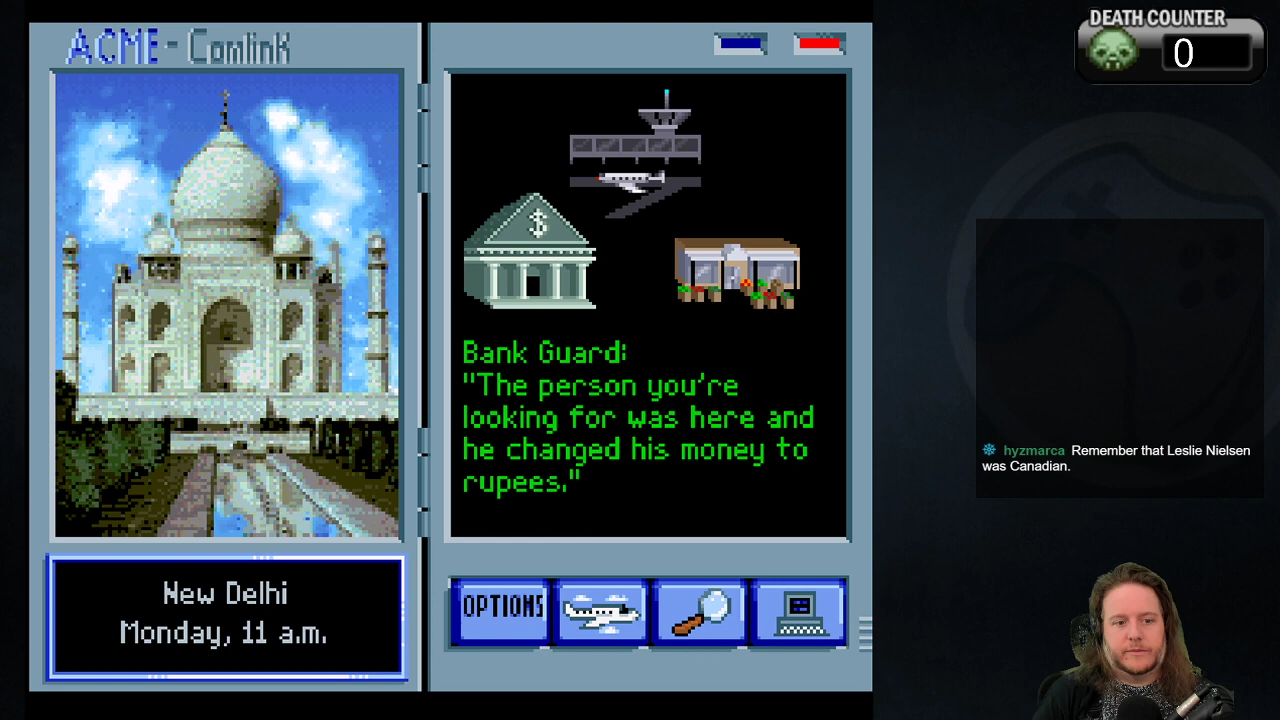 ACME - Comlink
New Delhi
Monday, 11 a.m.
$
Bank Guard:
"The person you're
looking for was here and
he changed his money to
rupees."
OPTIONS
DEATH COUNTER
0
hyzmarca Remember that Leslie Nielsen
was Canadian.